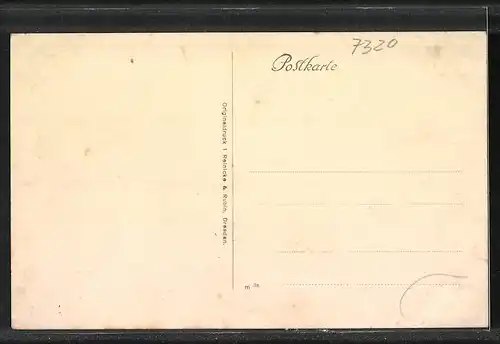 7320
Postkarte
Originaldruck ! Reinicke & Rubin, Dresden.